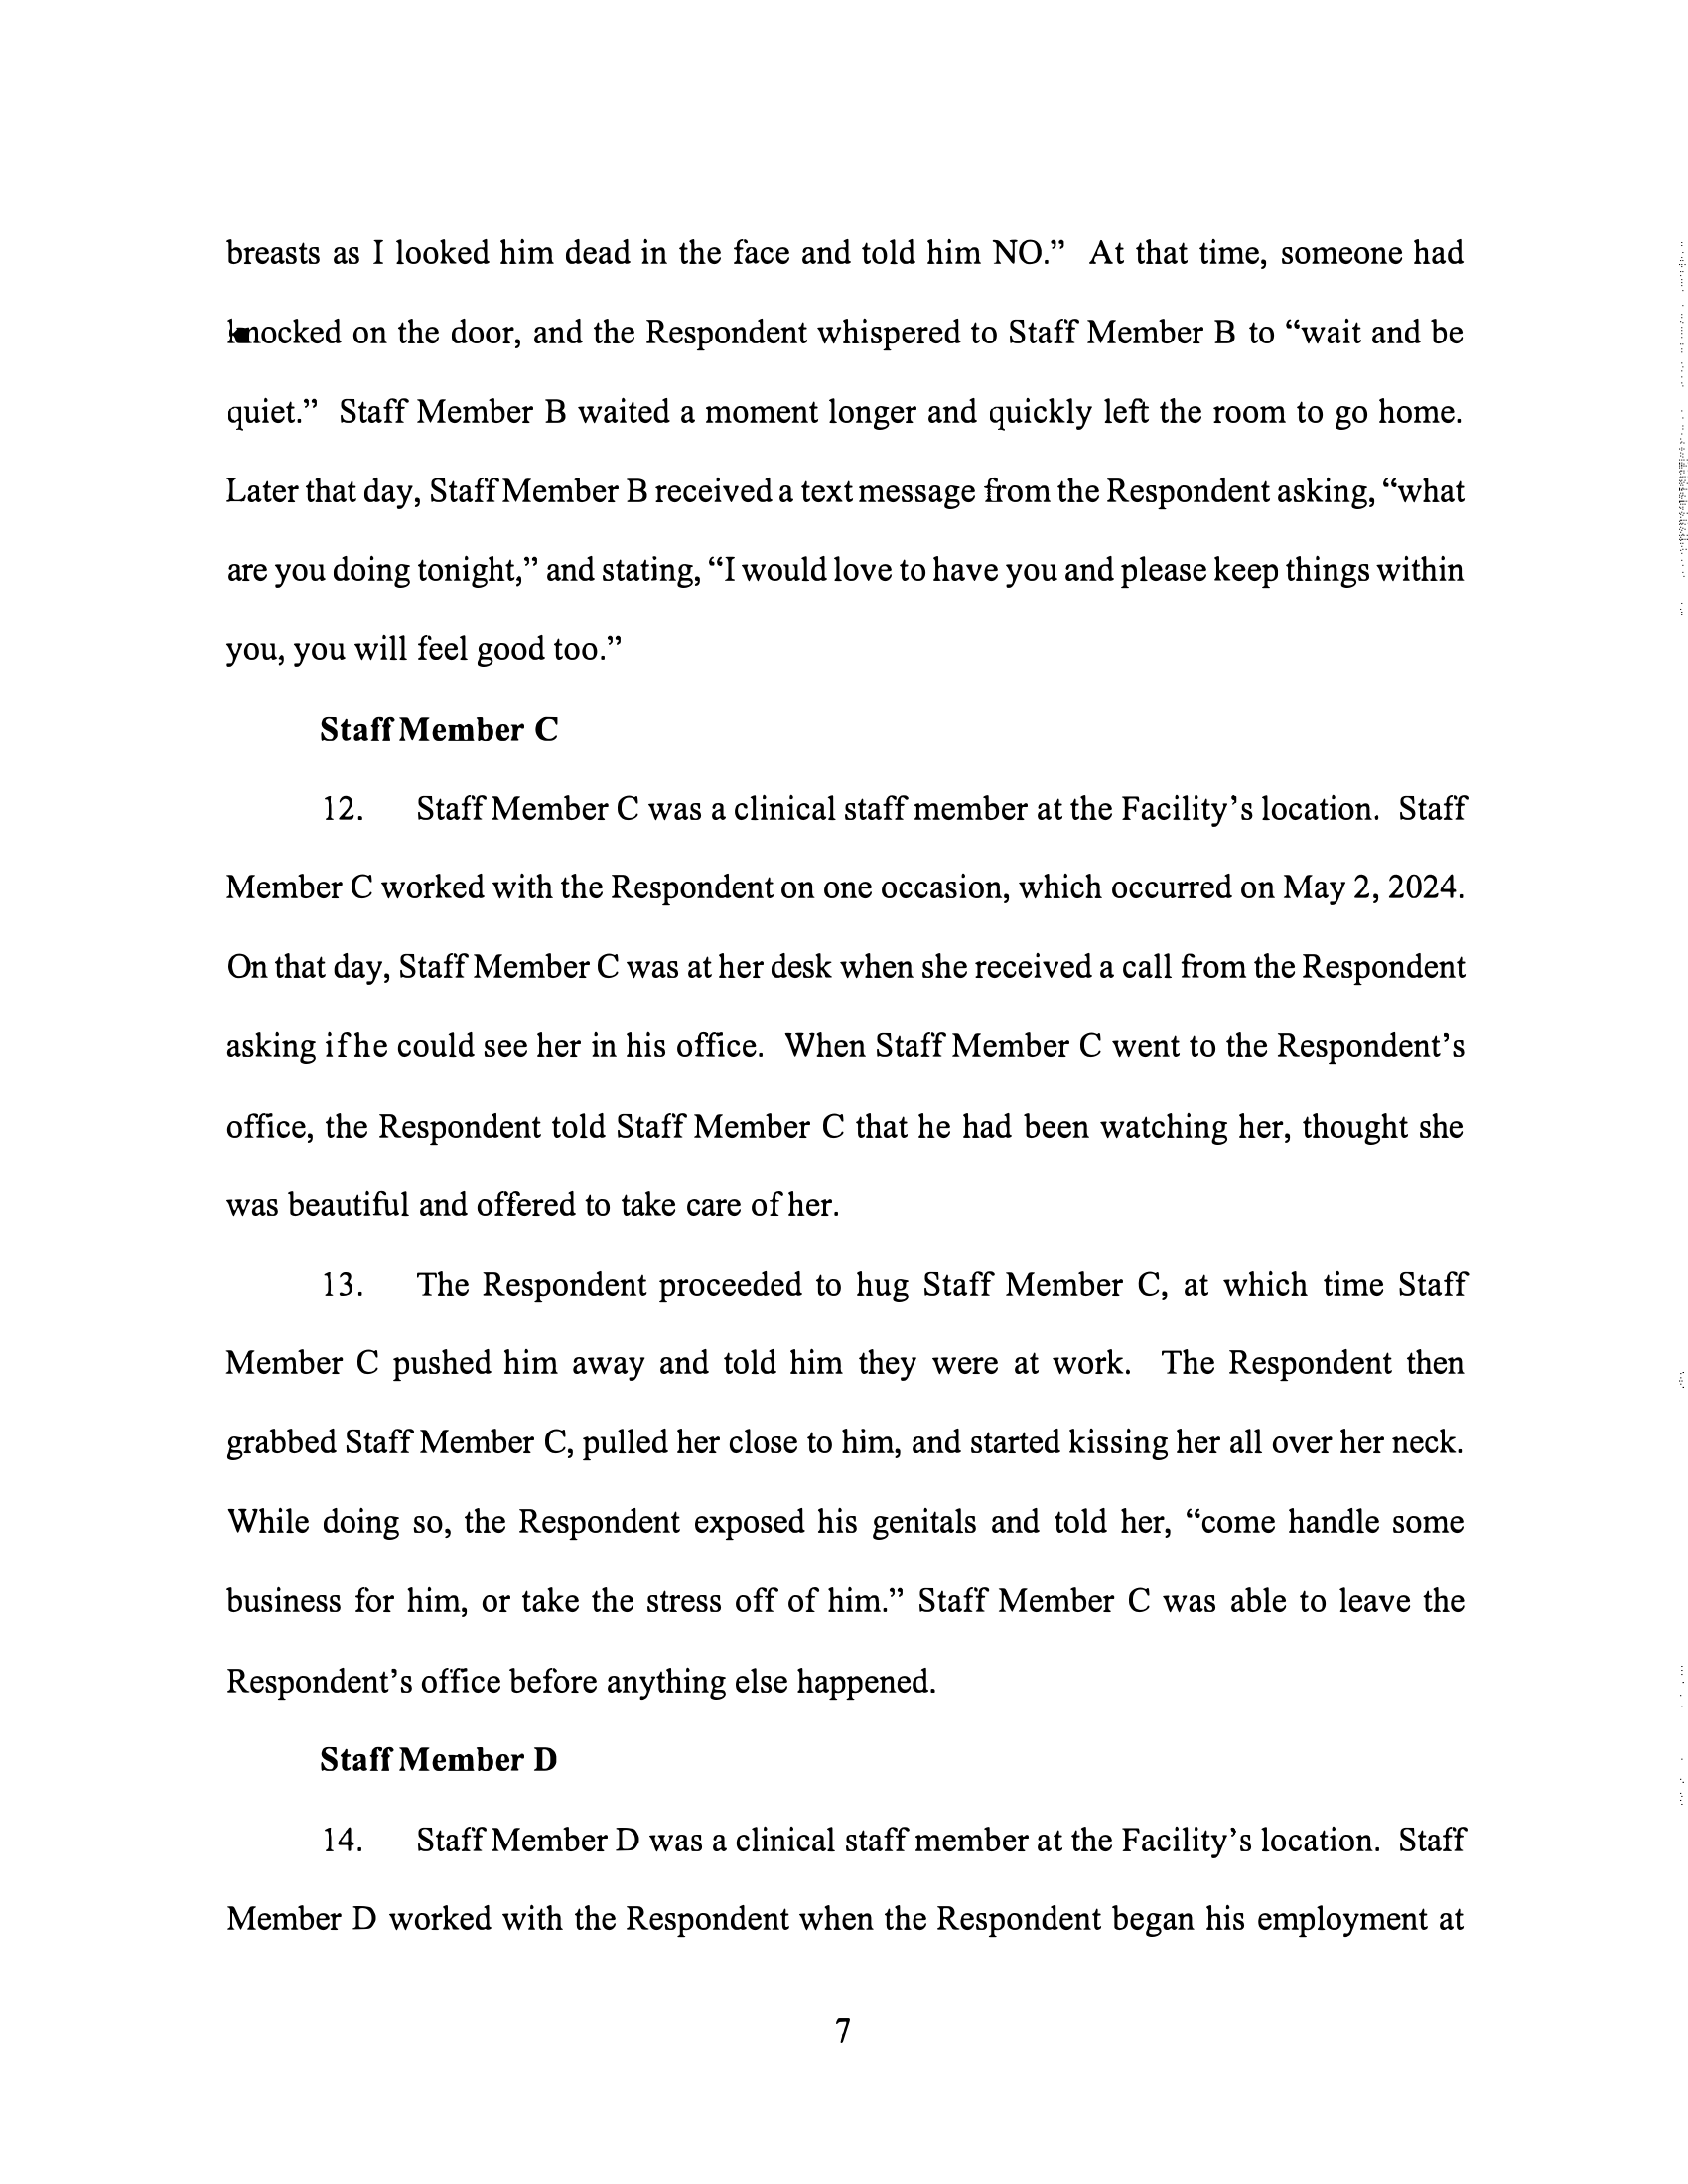 breasts as I looked him dead in the face and told him NO.” At that time, someone had
knocked on the door, and the Respondent whispered to Staff Member B to “wait and be
quiet.” Staff Member B waited a moment longer and quickly left the room to go home.
Later that day, Staff Member B received a text message from the Respondent asking, “what
are you doing tonight,” and stating, “I would love to have you and please keep things within
you, you will feel good too.”
Staff Member C
12. Staff Member C was a clinical staff member at the Facility’s location. Staff
Member C worked with the Respondent on one occasion, which occurred on May 2, 2024.
On that day, Staff Member C was at her desk when she received a call from the Respondent
asking if he could see her in his office. When Staff Member C went to the Respondent’s
office, the Respondent told Staff Member C that he had been watching her, thought she
was beautiful and offered to take care of her.
13. The Respondent proceeded to hug Staff Member C, at which time Staff
Member C pushed him away and told him they were at work. The Respondent then
grabbed Staff Member C, pulled her close to him, and started kissing her all over her neck.
While doing so, the Respondent exposed his genitals and told her, “come handle some
business for him, or take the stress off of him.” Staff Member C was able to leave the
Respondent’s office before anything else happened.
Staff Member D
14. Staff Member D was a clinical staff member at the Facility’s location. Staff
Member D worked with the Respondent when the Respondent began his employment at
7